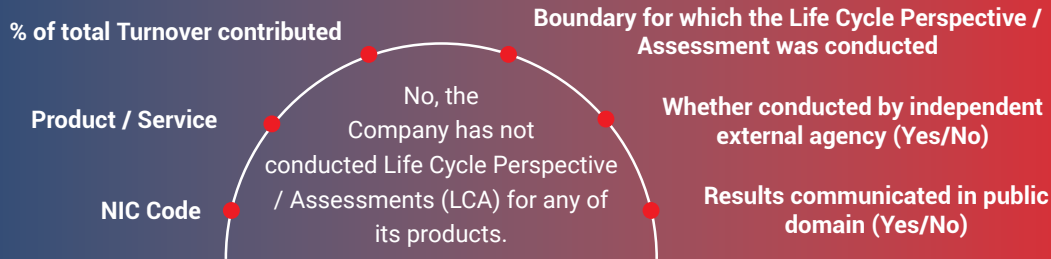 % of total Turnover contributed
Product / Service
NIC Code
No, the
Company has not
conducted Life Cycle Perspective
/ Assessments (LCA) for any of
its products.
Boundary for which the Life Cycle Perspective /
Assessment was conducted
Whether conducted by independent
external agency (Yes/No)
Results communicated in public
domain (Yes/No)